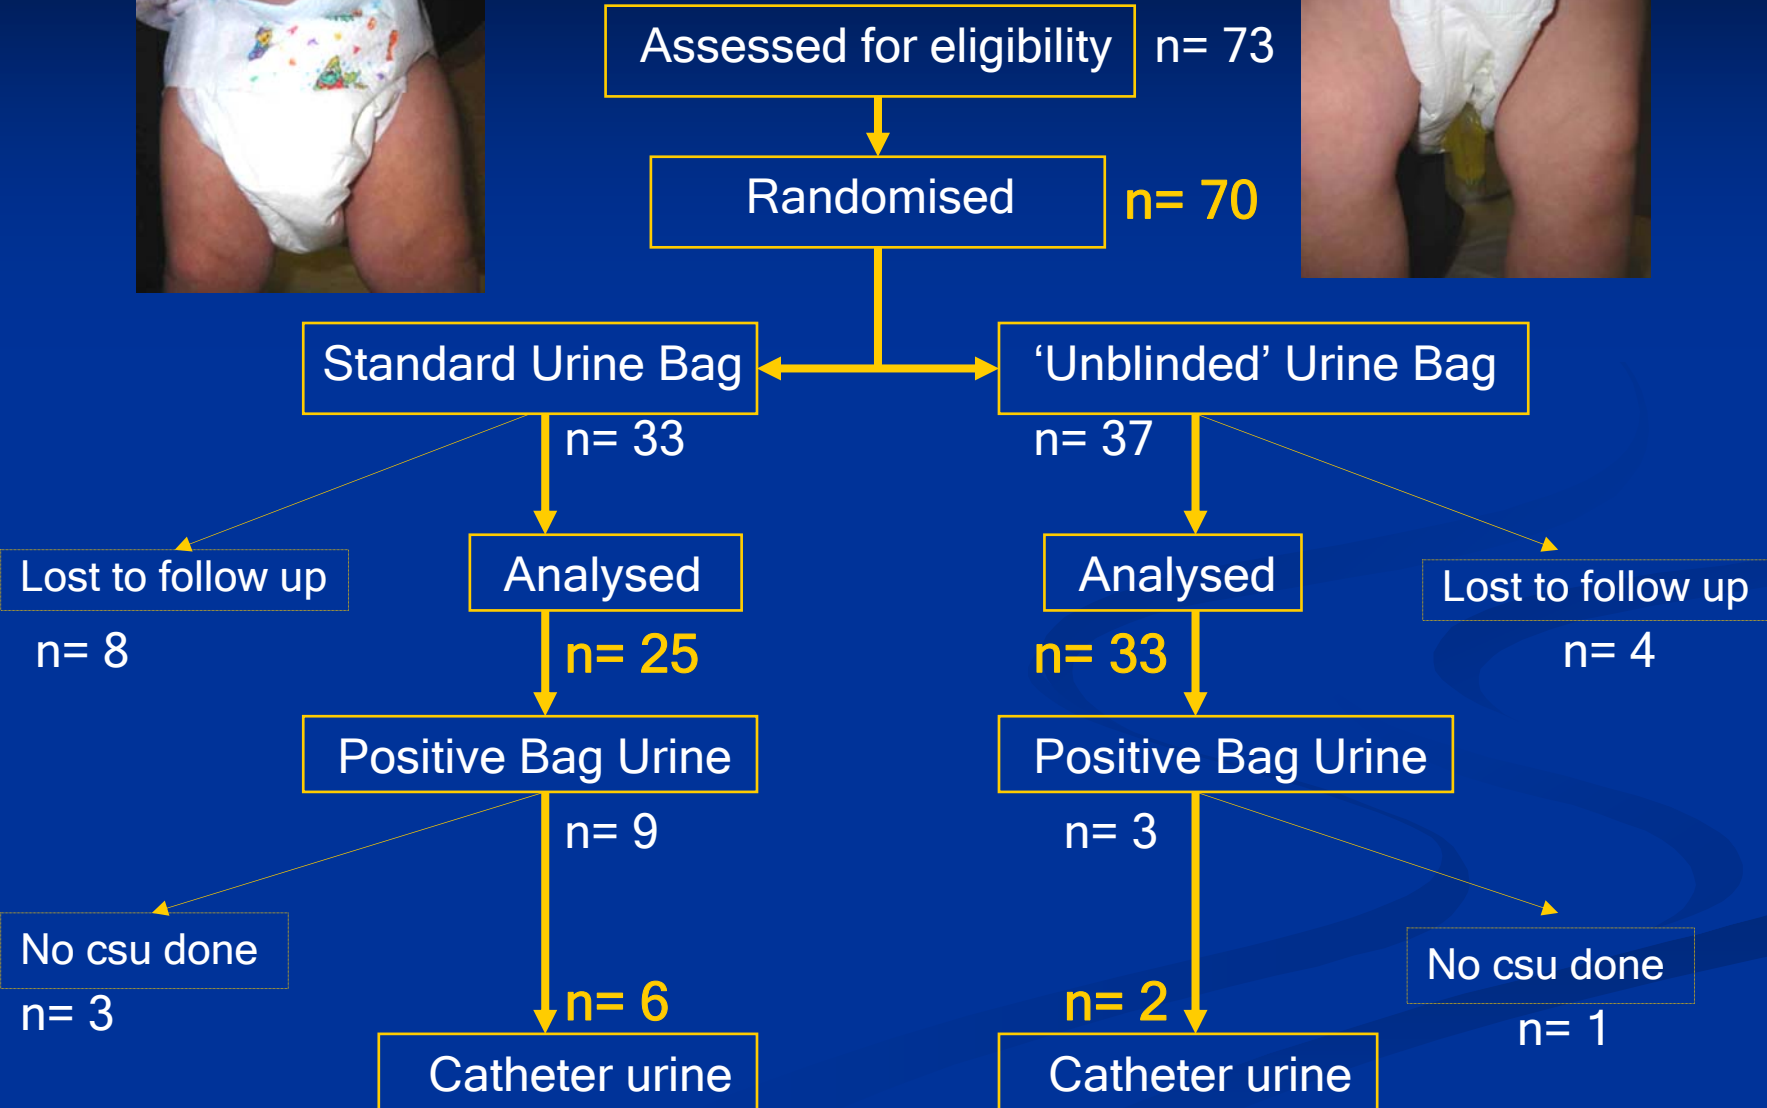 Assessed for eligibility n= 73
Randomised n= 70
Standard Urine Bag ‘Unblinded’ Urine Bag
n= 33 n= 37
Lost to follow up Analysed Analysed Lost to follow up
n= 8 n= 25 n= 33 n= 4
Positive Bag Urine Positive Bag Urine
n= 9 n= 3
No csu done No csu done
n= 3 n= 6 n= 2 n= 1
Catheter urine Catheter urine